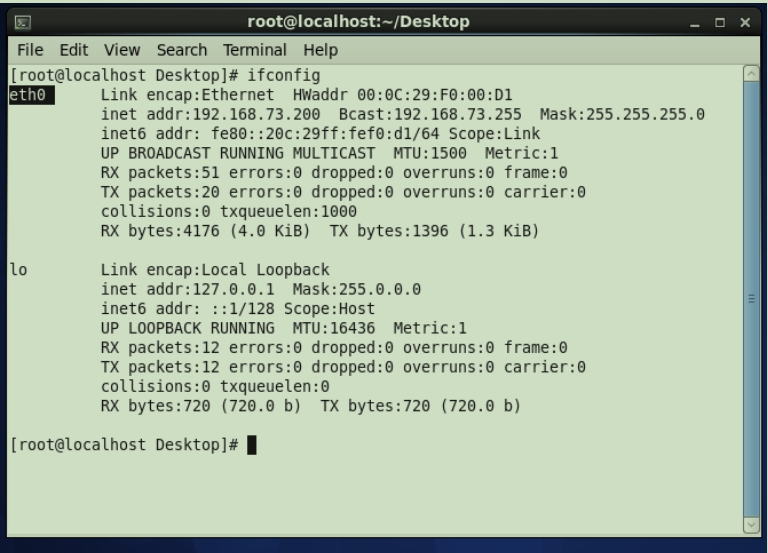 root@localhost:~/Desktop
File Edit View Search Terminal Help
[root@localhost Desktop]# ifconfig
eth0      Link encap:Ethernet  HWaddr 00:0C:29:F0:00:D1
          inet addr:192.168.73.200  Bcast:192.168.73.255  Mask:255.255.255.0
          inet6 addr: fe80::20c:29ff:fef0:d1/64 Scope:Link
          UP BROADCAST RUNNING MULTICAST  MTU:1500  Metric:1
          RX packets:51 errors:0 dropped:0 overruns:0 frame:0
          TX packets:20 errors:0 dropped:0 overruns:0 carrier:0
          collisions:0 txqueuelen:1000
          RX bytes:4176 (4.0 KiB)  TX bytes:1396 (1.3 KiB)

lo        Link encap:Local Loopback
          inet addr:127.0.0.1  Mask:255.0.0.0
          inet6 addr: ::1/128 Scope:Host
          UP LOOPBACK RUNNING  MTU:16436  Metric:1
          RX packets:12 errors:0 dropped:0 overruns:0 frame:0
          TX packets:12 errors:0 dropped:0 overruns:0 carrier:0
          collisions:0 txqueuelen:0
          RX bytes:720 (720.0 b)  TX bytes:720 (720.0 b)

[root@localhost Desktop]#